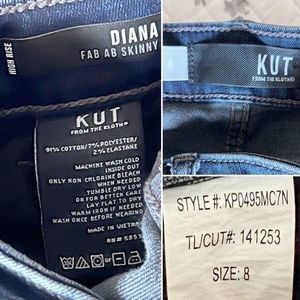 HIGH RISE
DIANA
FAB AB SKINNY
KUT
FROM THE KLOTH®
91% COTTON/7% POLYESTER/
2% ELASTANE
MACHINE WASH COLD
INSIDE OUT
ONLY NON CHLORINE BLEACH
WHEN NEEDED
TUMBLE DRY LOW
OR FOR BETTER CARE
LAY LINE DRY
WARM IRON IF NEEDED
WASH ONCE BEFORE WEARING
MADE IN VIETNAM
RN# 585
KUT
FROM THE KLOTH®
STYLE #: KP0495MC7N
TL/CUT#: 141253
SIZE: 8